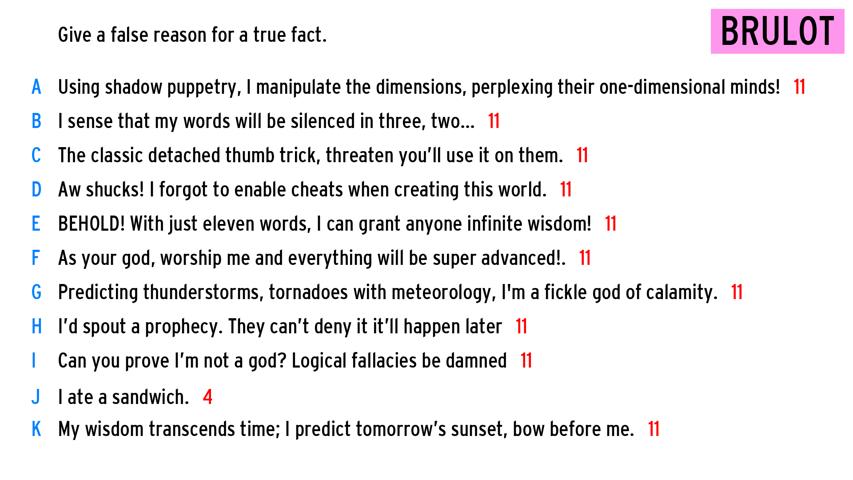 Give a false reason for a true fact.
BRULOT
A Using shadow puppetry, I manipulate the dimensions, perplexing their one-dimensional minds! 11
B I sense that my words will be silenced in three, two... 11
C The classic detached thumb trick, threaten you'll use it on them. 11
D Aw shucks! I forgot to enable cheats when creating this world. 11
E BEHOLD! With just eleven words, I can grant anyone infinite wisdom! 11
F As your god, worship me and everything will be super advanced!. 11
G Predicting thunderstorms, tornadoes with meteorology, I'm a fickle god of calamity. 11
H I'd spout a prophecy. They can't deny it it'll happen later 11
I Can you prove I'm not a god? Logical fallacies be damned 11
J I ate a sandwich. 4
K My wisdom transcends time; I predict tomorrow's sunset, bow before me. 11